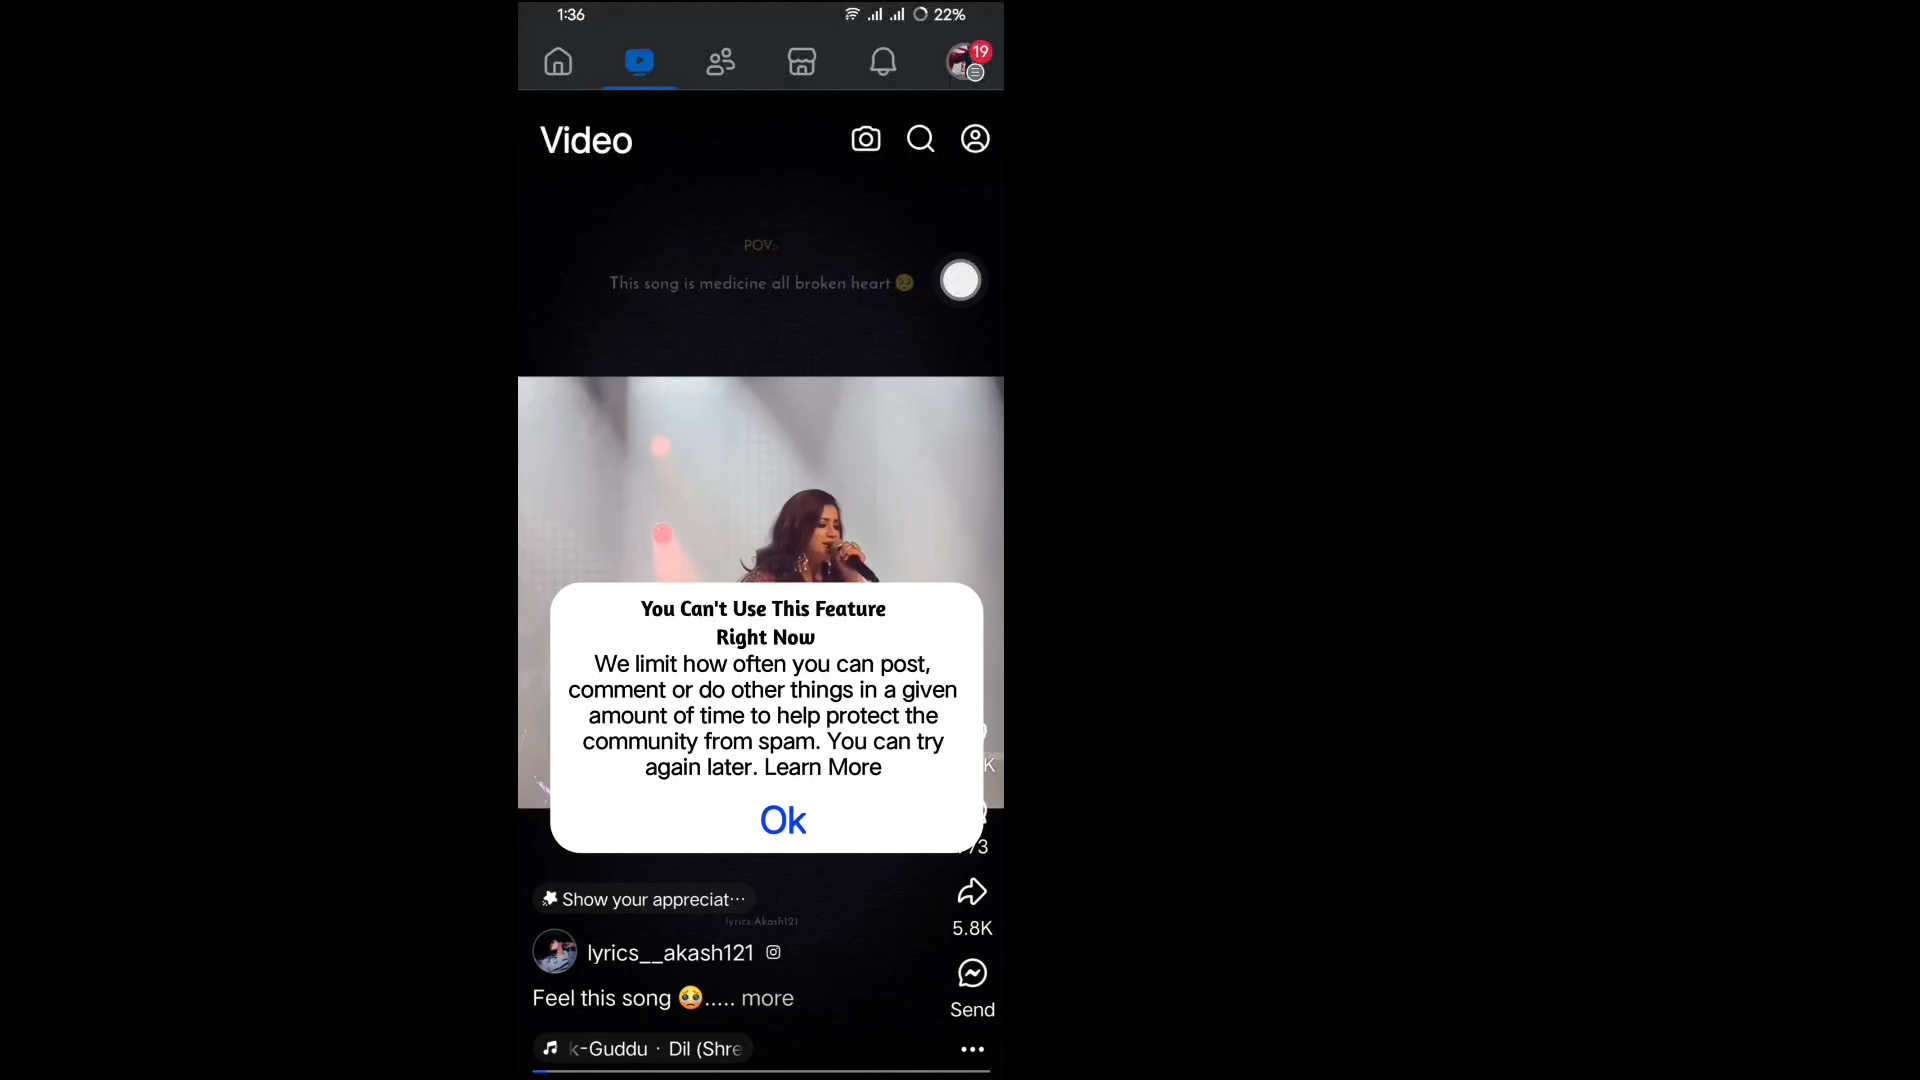 1:36
22%
19
Video
POV:-
This song is medicine all broken heart 🥺
You Can't Use This Feature
Right Now
We limit how often you can post,
comment or do other things in a given
amount of time to help protect the
community from spam. You can try
again later. Learn More
Ok
K
Show your appreciat...
5.8K
lyrics.Akash121
lyrics__akash121
Feel this song 🥺..... more
Send
k-Guddu · Dil (Shre